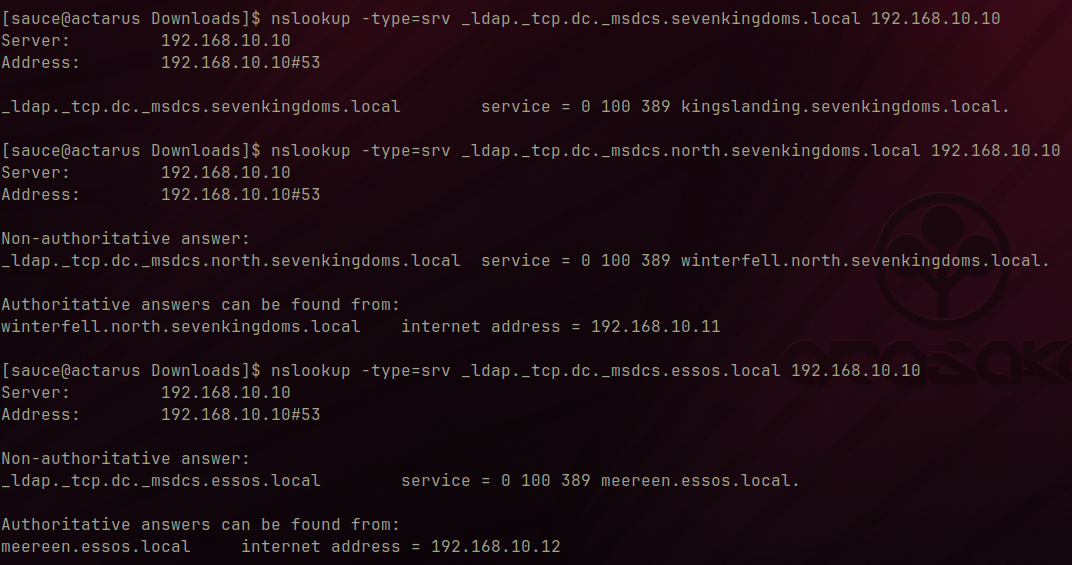 [sauce@actarus Downloads]$ nslookup -type=srv _ldap._tcp.dc._msdcs.sevenkingdoms.local 192.168.10.10
Server:         192.168.10.10
Address:        192.168.10.10#53
_ldap._tcp.dc._msdcs.sevenkingdoms.local        service = 0 100 389 kingslanding.sevenkingdoms.local.
[sauce@actarus Downloads]$ nslookup -type=srv _ldap._tcp.dc._msdcs.north.sevenkingdoms.local 192.168.10.10
Server:         192.168.10.10
Address:        192.168.10.10#53
Non-authoritative answer:
_ldap._tcp.dc._msdcs.north.sevenkingdoms.local  service = 0 100 389 winterfell.north.sevenkingdoms.local.
Authoritative answers can be found from:
winterfell.north.sevenkingdoms.local    internet address = 192.168.10.11
[sauce@actarus Downloads]$ nslookup -type=srv _ldap._tcp.dc._msdcs.essos.local 192.168.10.10
Server:         192.168.10.10
Address:        192.168.10.10#53
Non-authoritative answer:
_ldap._tcp.dc._msdcs.essos.local        service = 0 100 389 meereen.essos.local.
Authoritative answers can be found from:
meereen.essos.local     internet address = 192.168.10.12